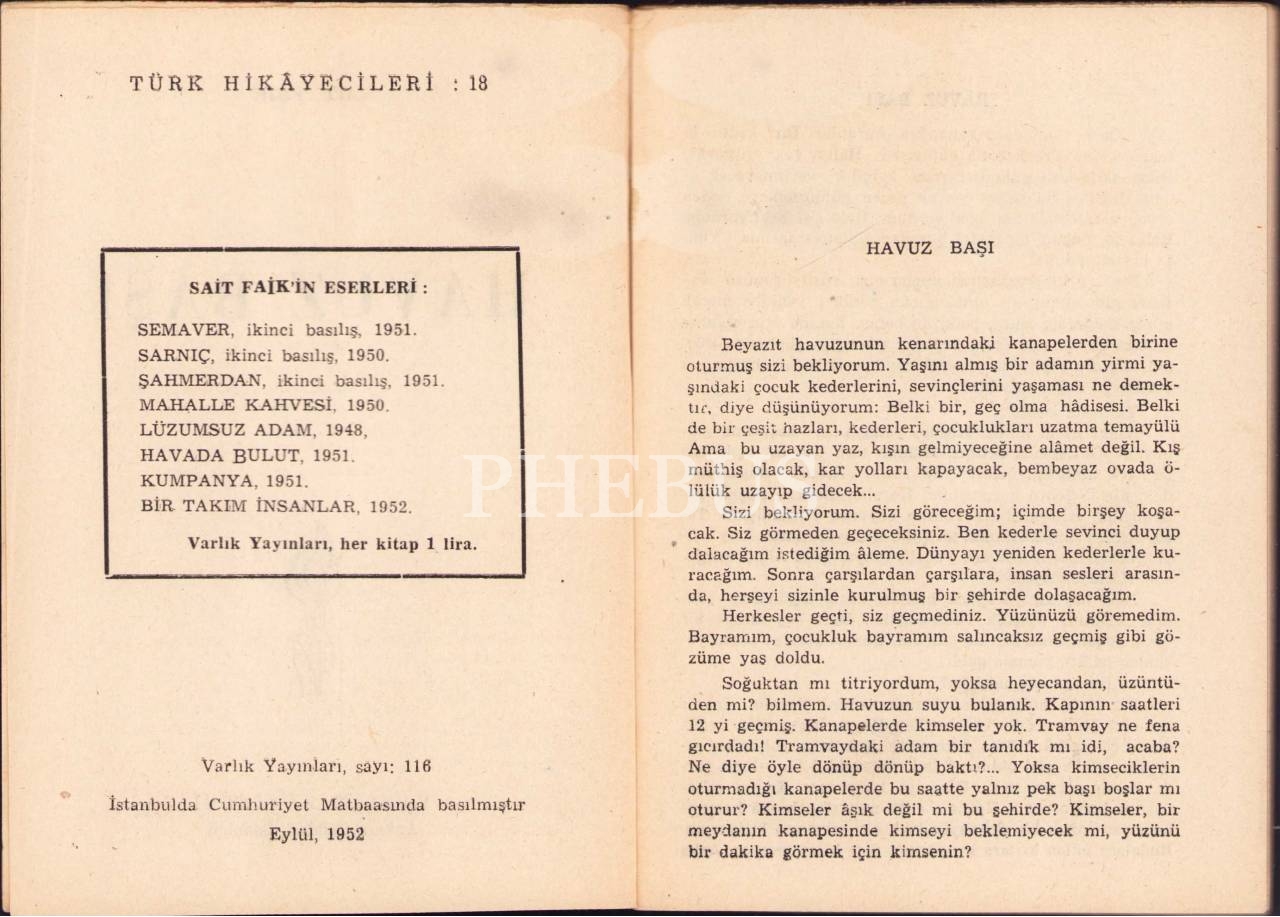 TÜRK HİKÂYECİLERİ : 18
SAİT FAİK'İN ESERLERİ :
SEMAVER, ikinci basılış, 1951.
SARNIÇ, ikinci basılış, 1950.
ŞAHMERDAN, ikinci basılış, 1951.
MAHALLE KAHVESİ, 1950.
LÜZUMSUZ ADAM, 1948,
HAVADA BULUT, 1951.
KUMPANYA, 1951.
BİR TAKIM İNSANLAR, 1952.
Varlık Yayınları, her kitap 1 lira.
Varlık Yayınları, sayı: 116
İstanbulda Cumhuriyet Matbaasında basılmıştır
Eylül, 1952
HAVUZ BAŞI
Beyazıt havuzunun kenarındaki kanapelerden birine
oturmuş sizi bekliyorum. Yaşını almış bir adamın yirmi ya-
şındaki çocuk kederlerini, sevinçlerini yaşaması ne demek-
tir, diye düşünüyorum: Belki bir, geç olma hâdisesi. Belki
de bir çeşit hazları, kederleri, çocuklukları uzatma temayülü
Ama bu uzayan yaz, kışın gelmiyeceğine alâmet değil. Kış
müthiş olacak, kar yolları kapayacak, bembeyaz ovada ö-
lülük uzayıp gidecek...
Sizi bekliyorum. Sizi göreceğim; içimde birşey koşa-
cak. Siz görmeden geçeceksiniz. Ben kederle sevinci duyup
dalacağım istediğim âleme. Dünyayı yeniden kederlerle ku-
racağım. Sonra çarşılardan çarşılara, insan sesleri arasın-
da, herşeyi sizinle kurulmuş bir şehirde dolaşacağım.
Herkesler geçti, siz geçmediniz. Yüzünüzü göremedim.
Bayramım, çocukluk bayramım salıncaksız geçmiş gibi gö-
züme yaş doldu.
Soğuktan mı titriyordum, yoksa heyecandan, üzüntü-
den mi? bilmem. Havuzun suyu bulanık. Kapının saatleri
12 yi geçmiş. Kanapelerde kimseler yok. Tramvay ne fena
gıcırdadı! Tramvaydaki adam bir tanıdık mı idi, acaba?
Ne diye öyle dönüp dönüp baktı?... Yoksa kimseciklerin
oturmadığı kanapelerde bu saatte yalnız pek başı boşlar mı
oturur? Kimseler âşık değil mi bu şehirde? Kimseler, bir
meydanın kanapesinde kimseyi beklemiyecek mi, yüzünü
bir dakika görmek için kimsenin?
PHEBUS